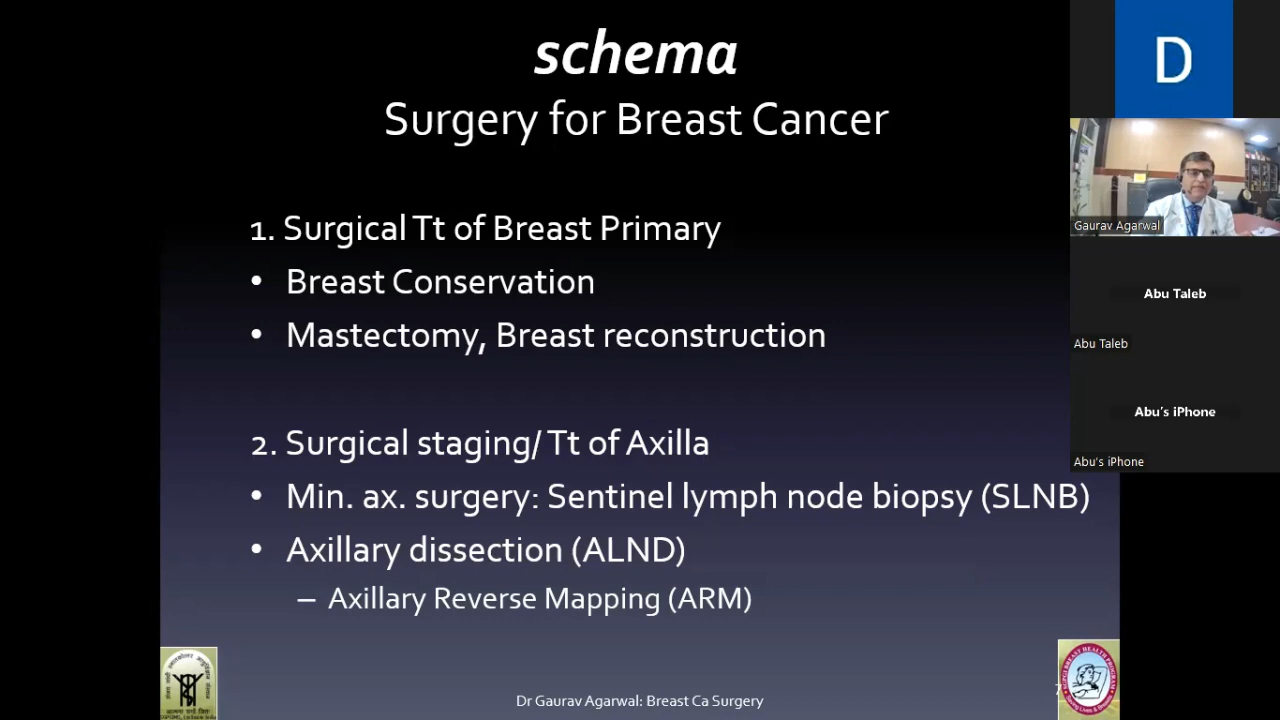 schema
Surgery for Breast Cancer
1. Surgical Tt of Breast Primary
• Breast Conservation
• Mastectomy, Breast reconstruction
2. Surgical staging/ Tt of Axilla
• Min. ax. surgery: Sentinel lymph node biopsy (SLNB)
• Axillary dissection (ALND)
– Axillary Reverse Mapping (ARM)
Dr Gaurav Agarwal: Breast Ca Surgery
7
D
Gaurav Agarwal
Abu Taleb
Abu Taleb
Abu's iPhone
Abu's iPhone